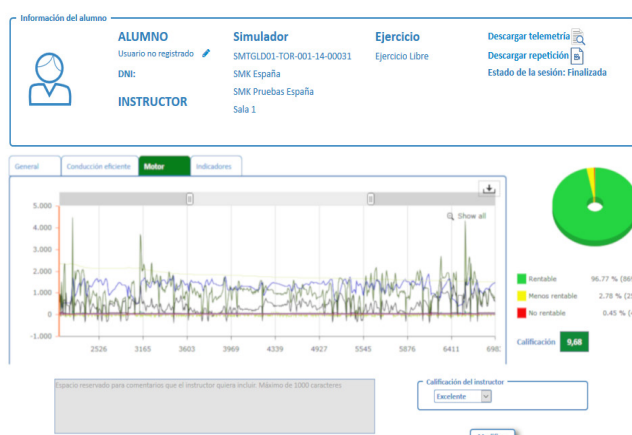 Información del alumno
ALUMNO
Usuario no registrado
DNI:
INSTRUCTOR
Simulador
SMTGLD01-TOR-001-14-00031
SMK España
SMK Pruebas España
Sala 1
Ejercicio
Ejercicio Libre
Descargar telemetría
Descargar repetición
Estado de la sesión: Finalizada
General
Conducción eficiente
Motor
Indicadores
Show all
5.000
4.000
3.000
2.000
1.000
0
-1.000
2526 3165 3603 3969 4339 4927 5545 5876 6411 698
Rentable 96.77 % (86
Menos rentable 2.78 % (25
No rentable 0.45 % (
Calificación 9,68
Espacio reservado para comentarios que el instructor quiera incluir. Máximo de 1000 caracteres
Calificación del instructor
Excelente